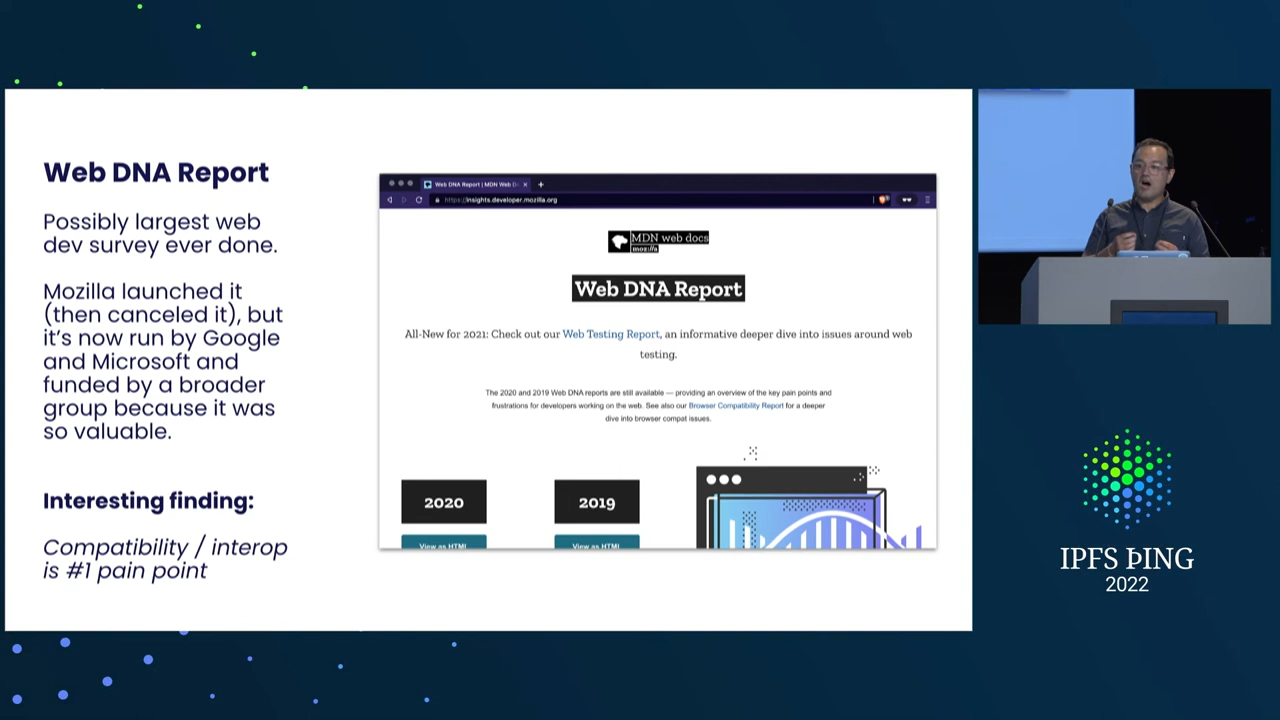 Web DNA Report
Possibly largest web
dev survey ever done.
Mozilla launched it
(then canceled it), but
it's now run by Google
and Microsoft and
funded by a broader
group because it was
so valuable.
Interesting finding:
Compatibility / interop
is #1 pain point
Web DNA Report | MDN Web D
https://insights.developer.mozilla.org
MDN web docs
moz://a
Web DNA Report
All-New for 2021: Check out our Web Testing Report, an informative deeper dive into issues around web
testing.
The 2020 and 2019 Web DNA reports are still available — providing an overview of the key pain points and
frustrations for developers working on the web. See also our Browser Compatibility Report for a deeper
dive into browser compat issues.
2020
2019
View as HTML
View as HTML
IPFS ÞING
2022